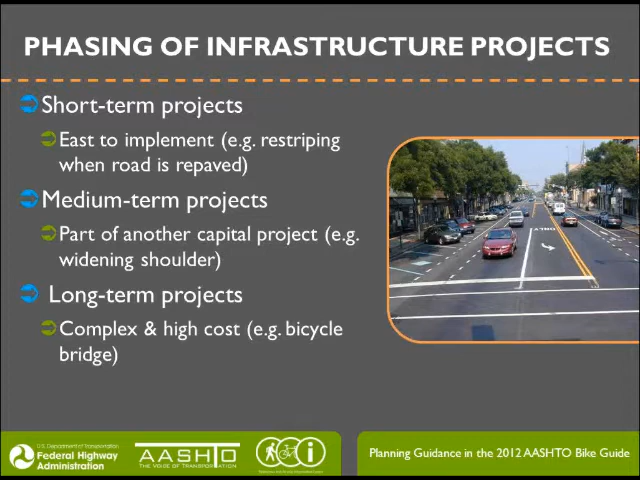 PHASING OF INFRASTRUCTURE PROJECTS
Short-term projects
East to implement (e.g. restriping
when road is repaved)
Medium-term projects
Part of another capital project (e.g.
widening shoulder)
Long-term projects
Complex & high cost (e.g. bicycle
bridge)
ONLY
U.S. Department of Transportation
Federal Highway
Administration
AASHTO
THE VOICE OF TRANSPORTATION
Planning Guidance in the 2012 AASHTO Bike Guide